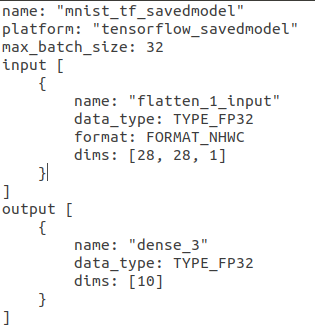 name: "mnist_tf_savedmodel"
platform: "tensorflow_savedmodel"
max_batch_size: 32
input [
    {
        name: "flatten_1_input"
        data_type: TYPE_FP32
        format: FORMAT_NHWC
        dims: [28, 28, 1]
    }
]
output [
    {
        name: "dense_3"
        data_type: TYPE_FP32
        dims: [10]
    }
]